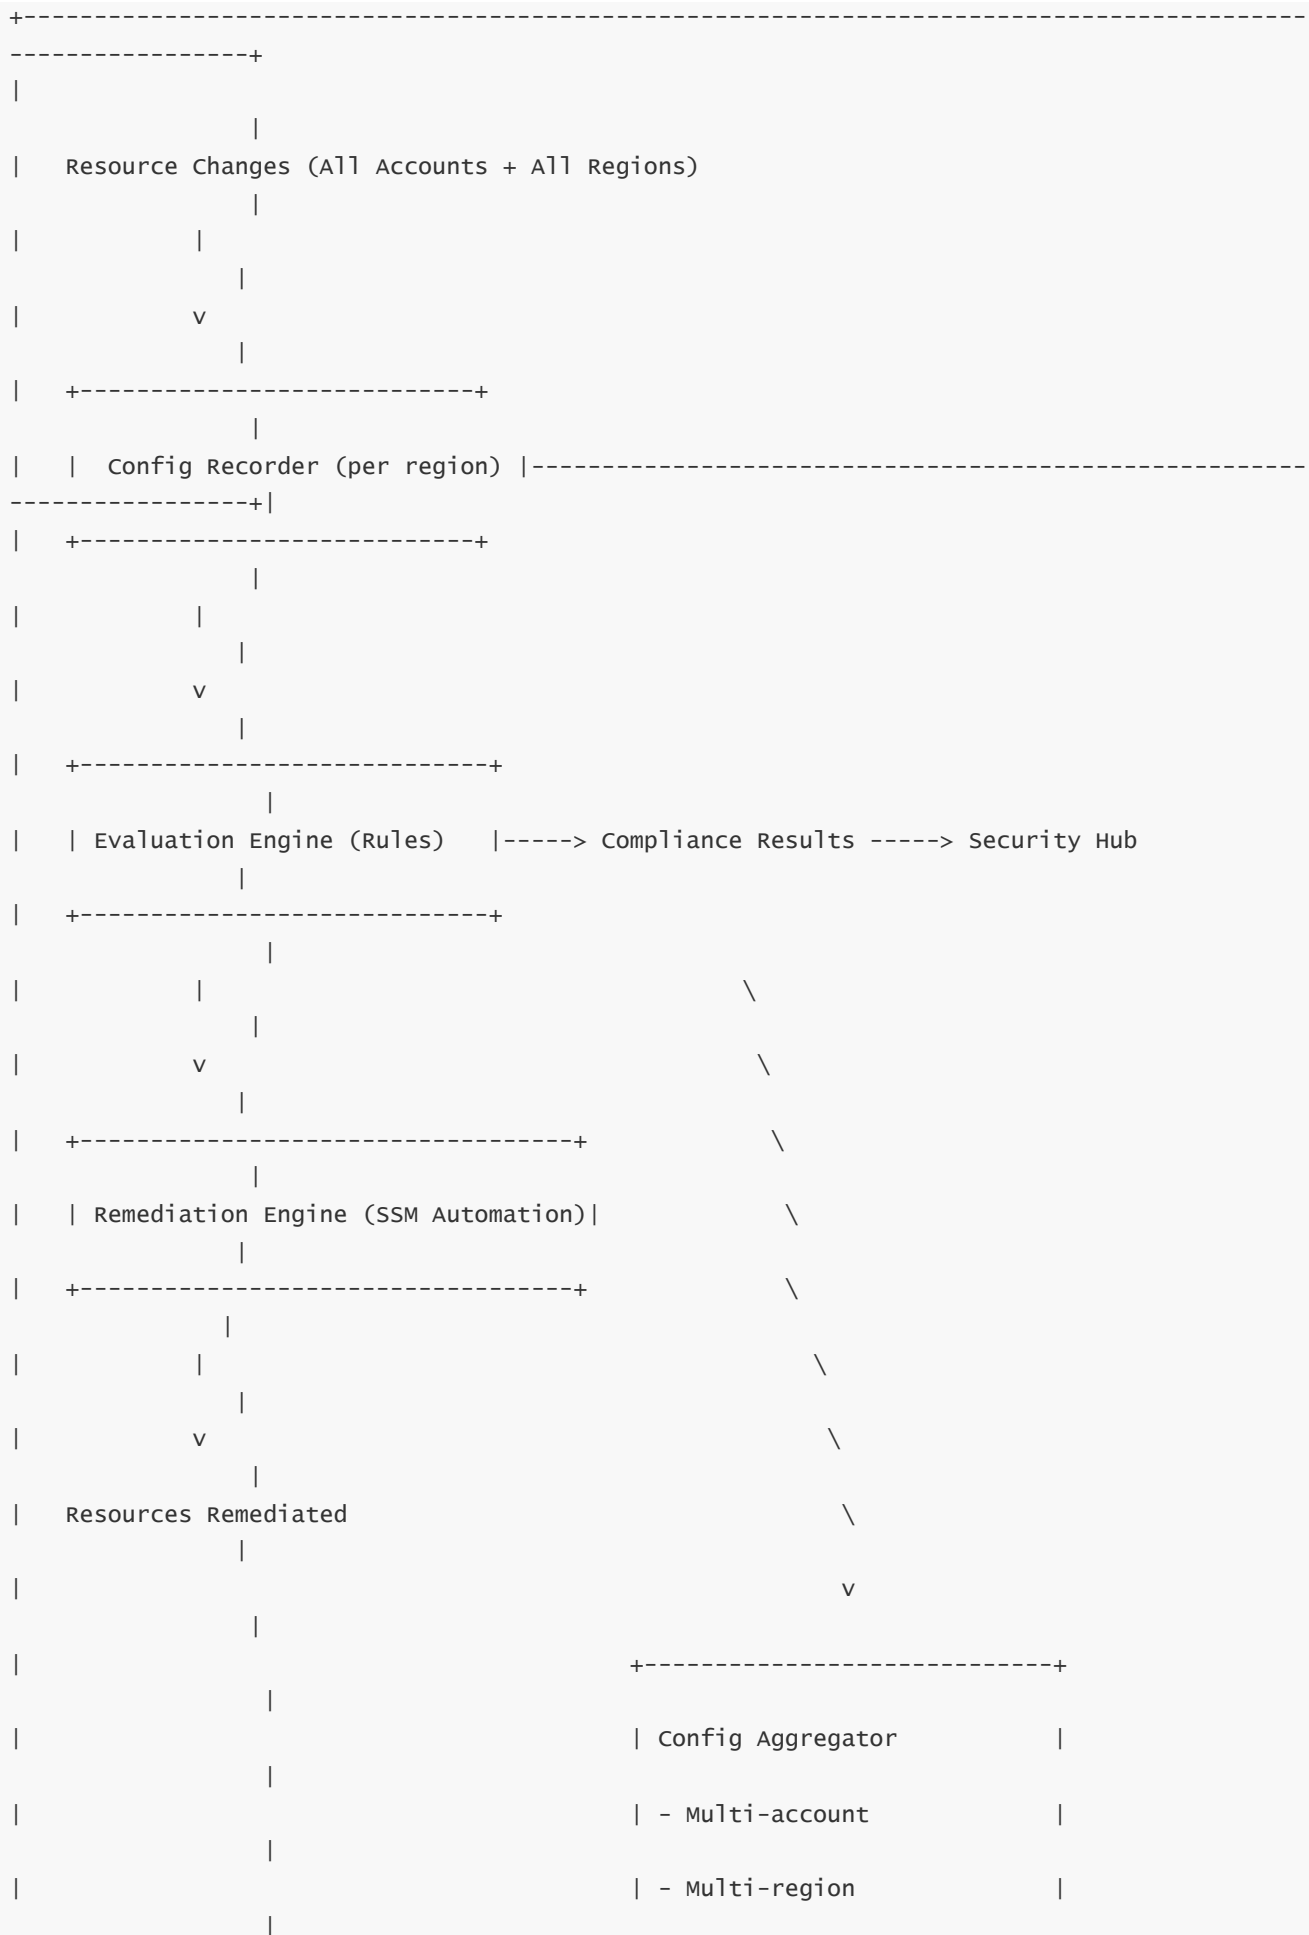 +-------------------------------------------------------------------------------------------
-----------------+
|
                 |
|   Resource Changes (All Accounts + All Regions)
                 |
|            |
                |
|            v
                |
|   +----------------------------+
                 |
|   |  Config Recorder (per region) |-------------------------------------------------------
-----------------+|
|   +----------------------------+
                 |
|            |
                |
|            v
                |
|   +-----------------------------+
                  |
|   | Evaluation Engine (Rules)   |-----> Compliance Results -----> Security Hub
                |
|   +-----------------------------+
                  |
|            |                                      \
                 |
|            v                                       \
                |
|   +-----------------------------------+             \
                 |
|   | Remediation Engine (SSM Automation)|             \
                |
|   +-----------------------------------+              \
               |
|            |                                           \
                |
|            v                                            \
                 |
|   Resources Remediated                                   \
                |
|                                                          v
                 |
|                                           +-----------------------------+
                  |
|                                           | Config Aggregator           |
                  |
|                                           | - Multi-account             |
                  |
|                                           | - Multi-region              |
                  |